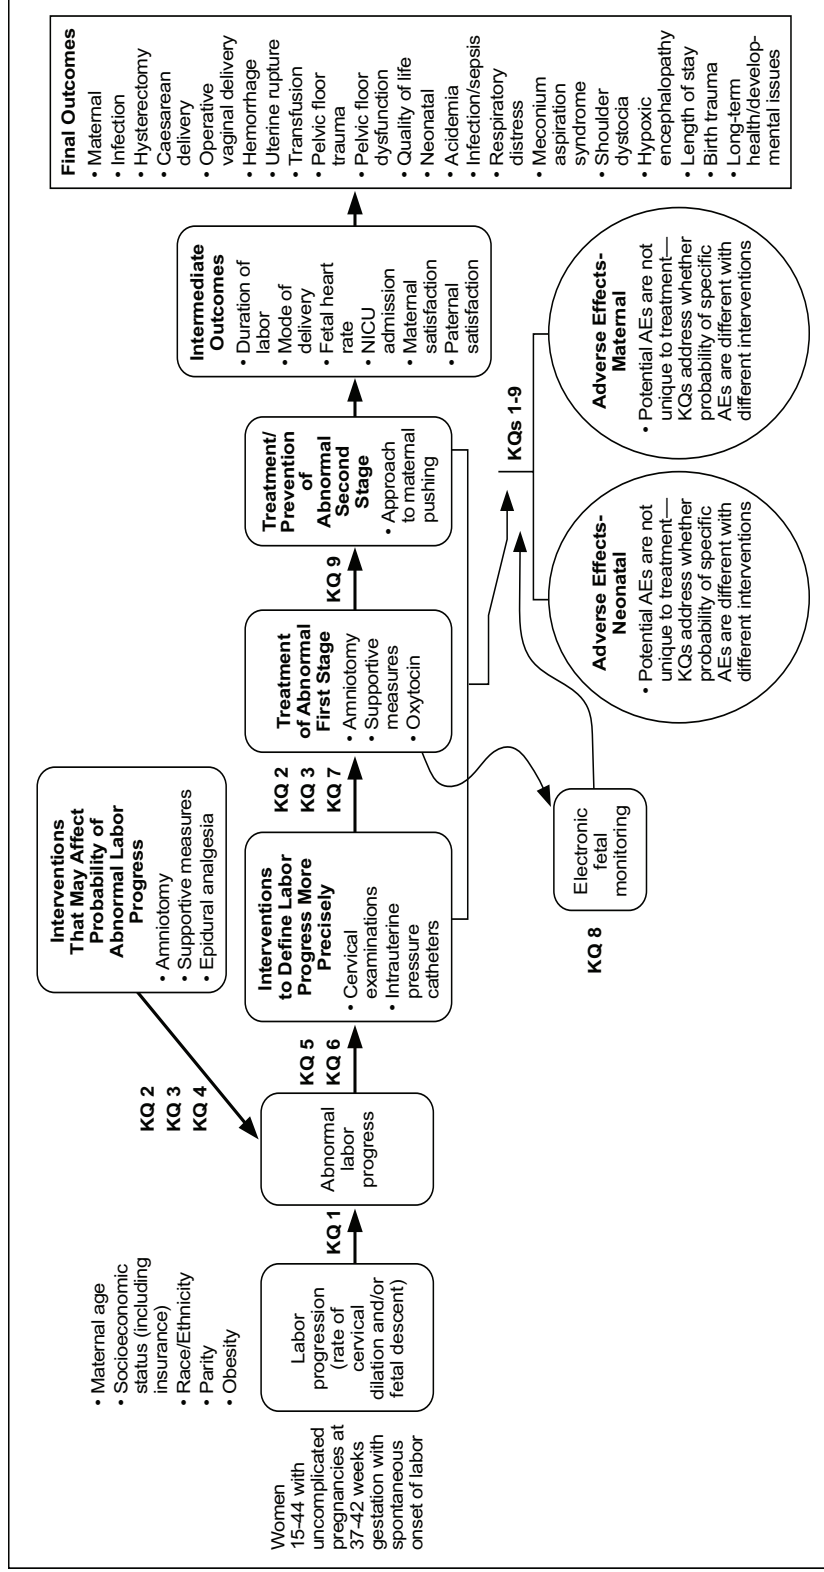 Women
15-44 with
uncomplicated
pregnancies at
37-42 weeks
gestation with
spontaneous
onset of labor
• Maternal age
• Socioeconomic
status (including
insurance)
• Race/Ethnicity
• Parity
• Obesity
Labor
progression
(rate of
cervical
dilation and/or
fetal descent)
KQ 1
Abnormal
labor
progress
KQ 2
KQ 3
KQ 4
Interventions
That May Affect
Probability of
Abnormal Labor
Progress
• Amniotomy
• Supportive measures
• Epidural analgesia
KQ 5
KQ 6
Interventions
to Define Labor
Progress More
Precisely
• Cervical
examinations
• Intrauterine
pressure
catheters
KQ 2
KQ 3
KQ 7
Treatment
of Abnormal
First Stage
• Amniotomy
• Supportive
measures
• Oxytocin
KQ 9
Treatment/
Prevention
of
Abnormal
Second
Stage
• Approach
to maternal
pushing
Intermediate
Outcomes
• Duration of
labor
• Mode of
delivery
• Fetal heart
rate
• NICU
admission
• Maternal
satisfaction
• Paternal
satisfaction
Final Outcomes
• Maternal
• Infection
• Hysterectomy
• Caesarean
delivery
• Operative
vaginal delivery
• Hemorrhage
• Uterine rupture
• Transfusion
• Pelvic floor
trauma
• Pelvic floor
dysfunction
• Quality of life
• Neonatal
• Acidemia
• Infection/sepsis
• Respiratory
distress
• Meconium
aspiration
syndrome
• Shoulder
dystocia
• Hypoxic
encephalopathy
• Length of stay
• Birth trauma
• Long-term
health/develop-
mental issues
KQ 8
Electronic
fetal
monitoring
KQs 1-9
Adverse Effects-
Neonatal
• Potential AEs are not
unique to treatment—
KQs address whether
probability of specific
AEs are different with
different interventions
Adverse Effects-
Maternal
• Potential AEs are not
unique to treatment—
KQs address whether
probability of specific
AEs are different with
different interventions